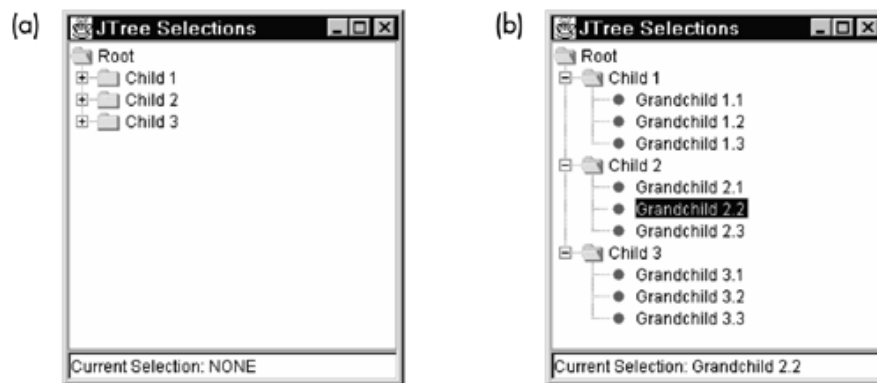 (a)
JTree Selections
Root
Child 1
Child 2
Child 3
Current Selection: NONE
(b)
JTree Selections
Root
Child 1
Grandchild 1.1
Grandchild 1.2
Grandchild 1.3
Child 2
Grandchild 2.1
Grandchild 2.2
Grandchild 2.3
Child 3
Grandchild 3.1
Grandchild 3.2
Grandchild 3.3
Current Selection: Grandchild 2.2